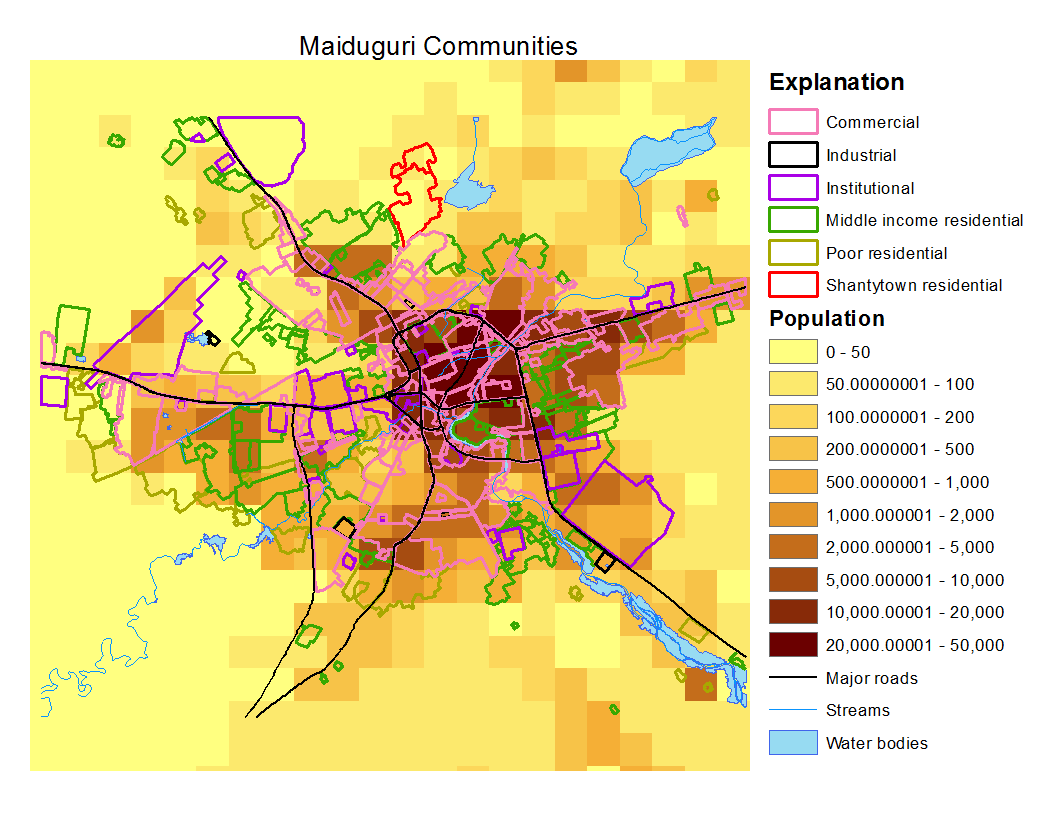 Maiduguri Communities
Explanation
Commercial
Industrial
Institutional
Middle income residential
Poor residential
Shantytown residential
Population
0 - 50
50.00000001 - 100
100.0000001 - 200
200.0000001 - 500
500.0000001 - 1,000
1,000.000001 - 2,000
2,000.000001 - 5,000
5,000.000001 - 10,000
10,000.00001 - 20,000
20,000.00001 - 50,000
Major roads
Streams
Water bodies